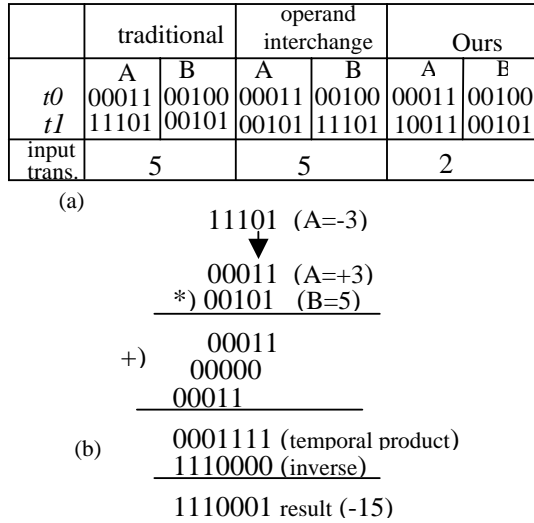 traditional operand interchange Ours
A B A B A B
t0 00011 00100 00011 00100 00011 00100
t1 11101 00101 00101 11101 10011 00101
input trans. 5 5 2
(a)
11101 (A=-3)
00011 (A=+3)
*) 00101 (B=5)
00011
+) 00000
00011
0001111 (temporal product)
(b) 1110000 (inverse)
1110001 result (-15)